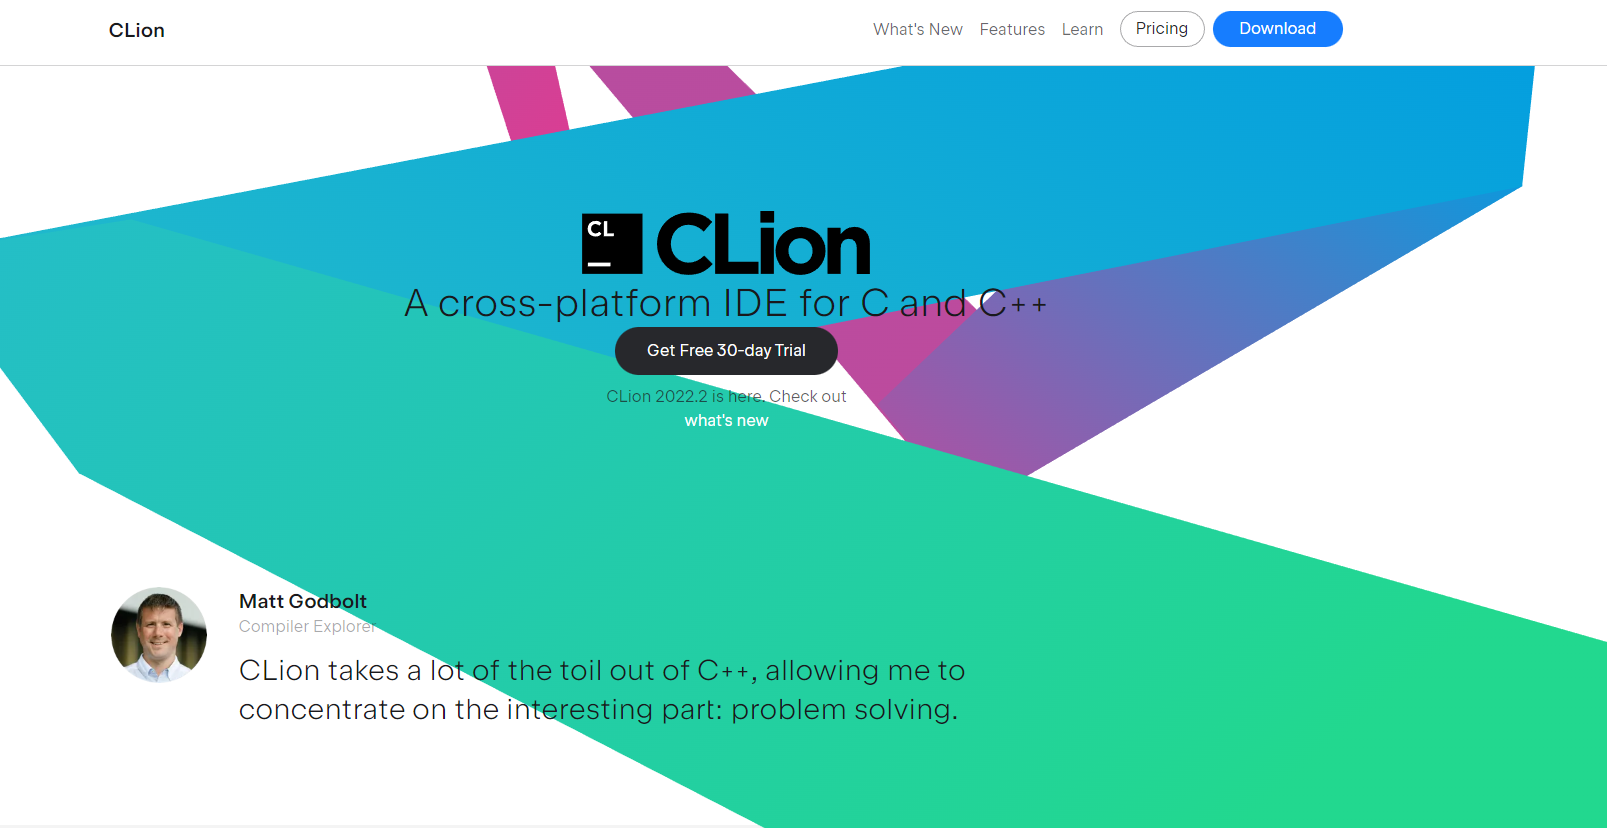 CLion
What's New Features Learn Pricing Download
CL
CLion
A cross-platform IDE for C and C++
Get Free 30-day Trial
CLion 2022.2 is here. Check out
what's new
Matt Godbolt
Compiler Explorer
CLion takes a lot of the toil out of C++, allowing me to
concentrate on the interesting part: problem solving.